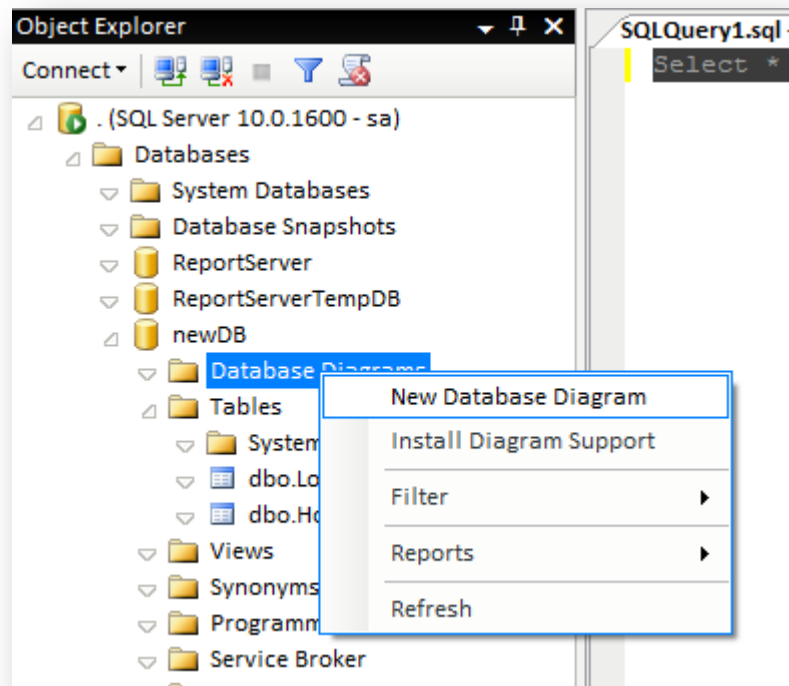 Object Explorer
SQLQuery1.sql
Connect
Select *
. (SQL Server 10.0.1600 - sa)
Databases
System Databases
Database Snapshots
ReportServer
ReportServerTempDB
newDB
Database Diagrams
New Database Diagram
Tables
Install Diagram Support
System
dbo.Lo
Filter
dbo.Ho
Views
Reports
Synonyms
Programm
Refresh
Service Broker